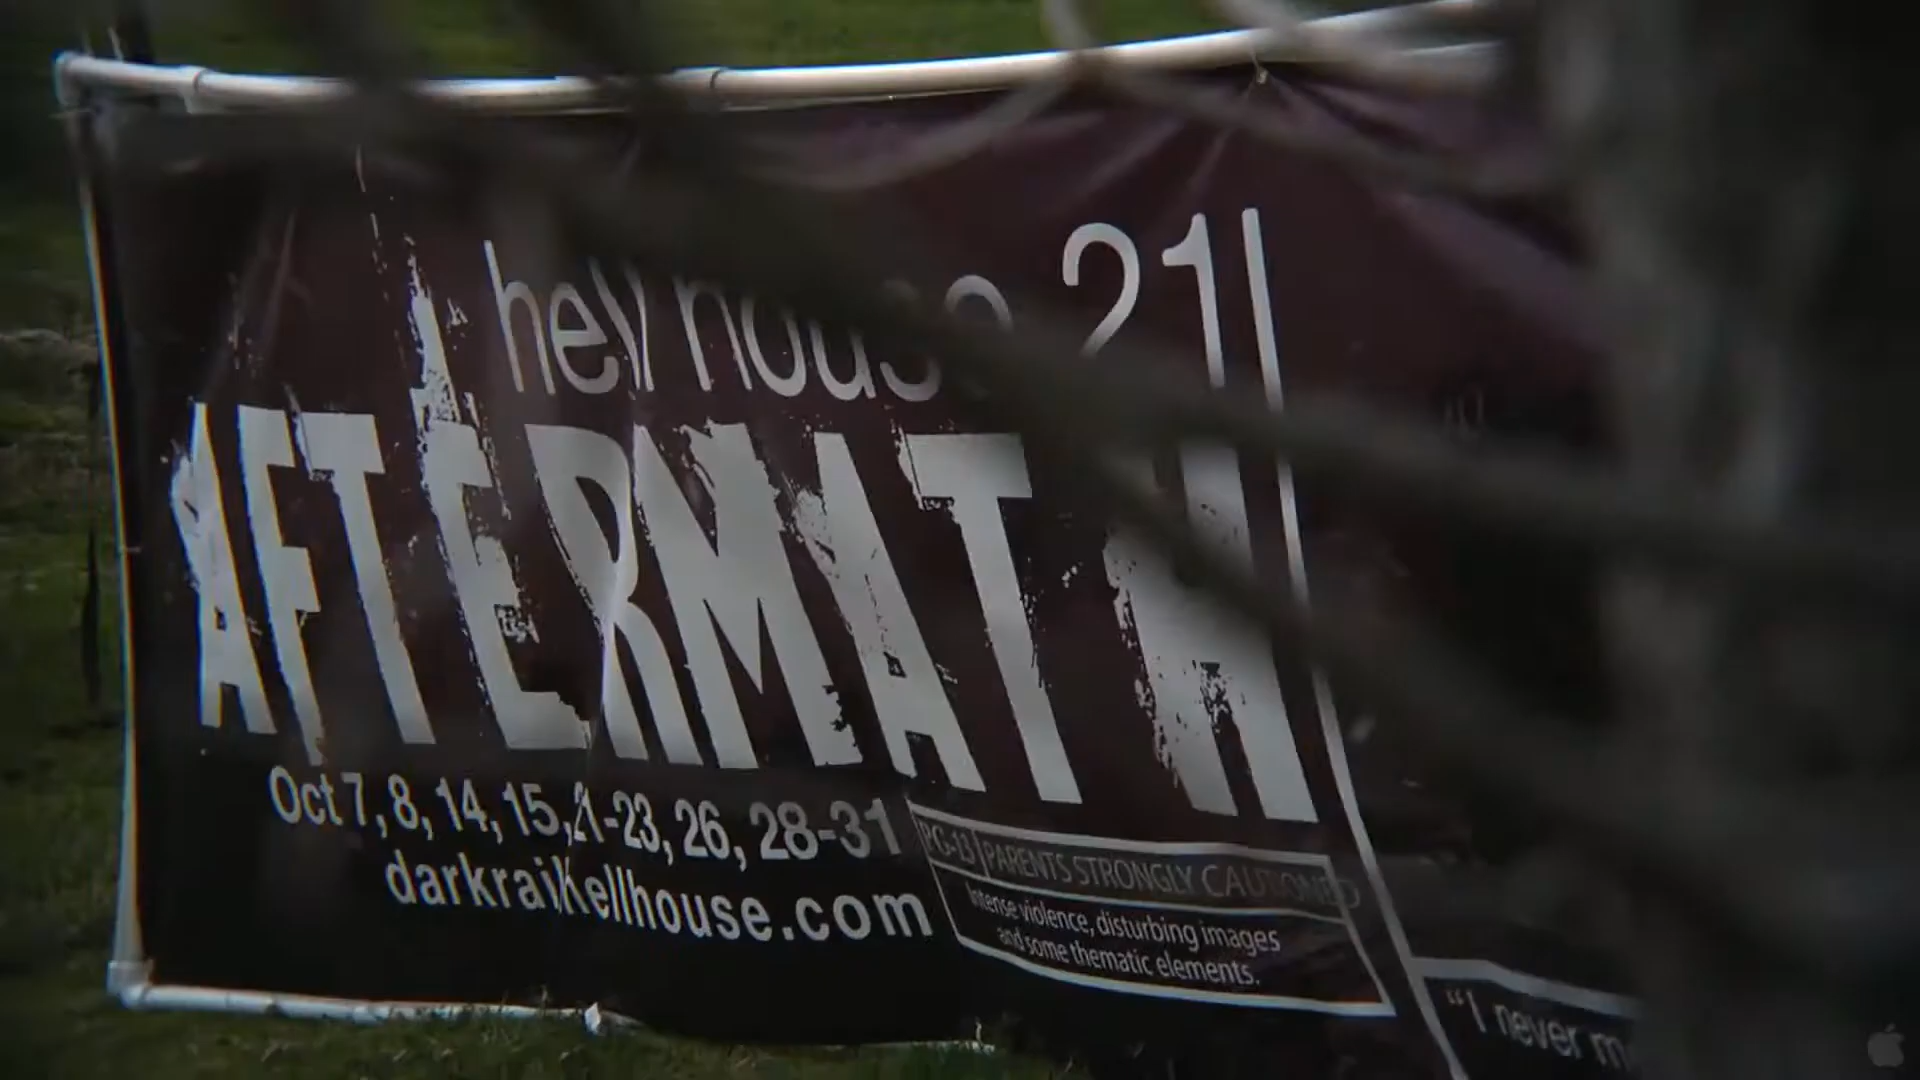 hell house 21
AFTERMATH
Oct 7, 8, 14, 15, 21-23, 26, 28-31
darkrailhellhouse.com
PG-13 PARENTS STRONGLY CAUTIONED
Intense violence, disturbing images
and some thematic elements.
“I never